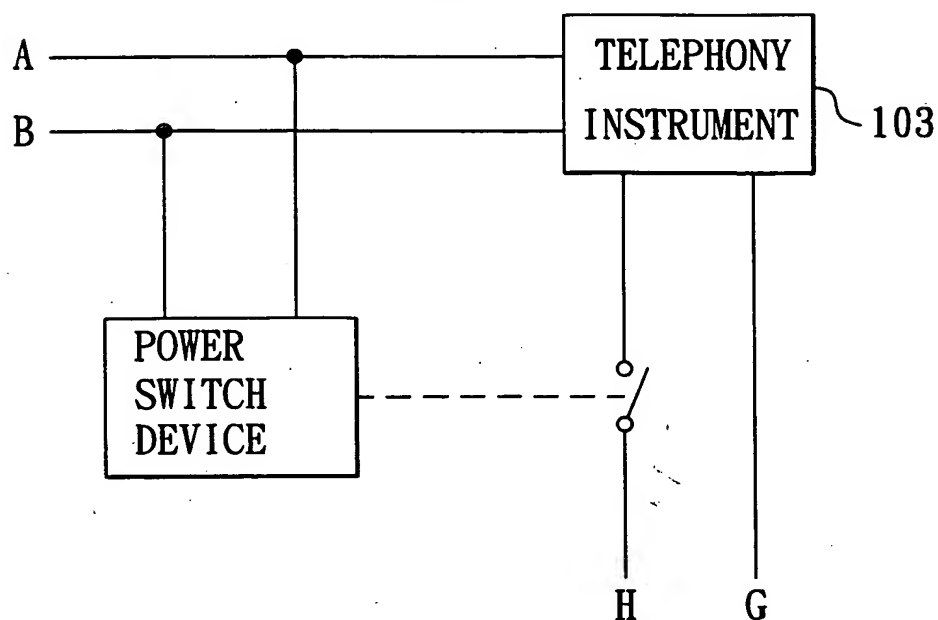 A
TELEPHONY
INSTRUMENT
103
B
POWER
SWITCH
DEVICE
H
G